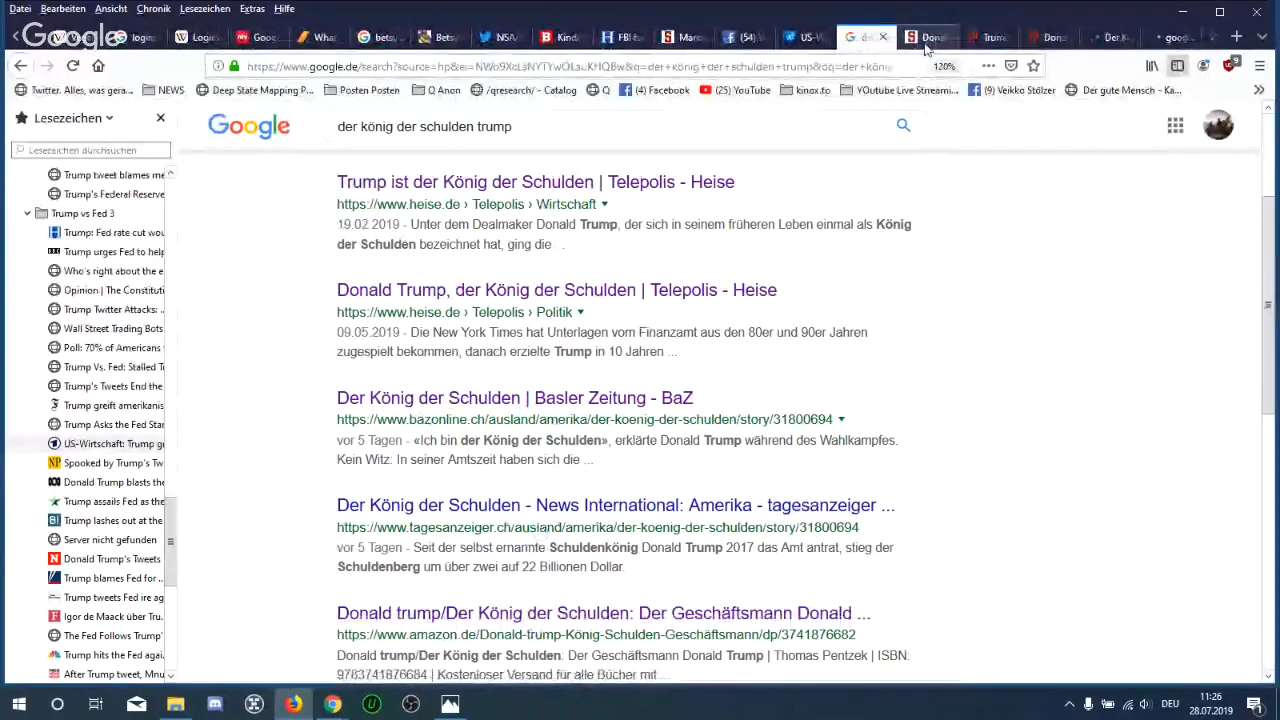 Datei Bearbeiten Ansicht Chronik Lesezeichen Extras Hilfe
Google
Logi
Goo
bets
Bets
NSA
Kind
FBI
Mars
(54)
US-W
Don
Trum
Don
googl
https://www.google.de/search?source=hp&ei=
120%
Twitter. Alles, was gera... NEWS Deep State Mapping P... Posten Posten Q Anon /qresearch/ - Catalog Q (4) Facebook (25) YouTube kinox.to YOutube Live Strreami... (9) Veikko Stölzer Der gute Mensch - Ka...
Lesezeichen
Lesezeichen durchsuchen
Trump tweet blames me
Trump's Federal Reserve
Trump vs Fed 3
Trump: Fed rate cut wou
Trump urges Fed to help
Who's right about the e
Opinion | The Constituti
Trump Twitter Attacks:
Wall Street Trading Bots
Poll: 70% of Americans
Trump Vs. Fed: Stalled T
Trump's Tweets End the
Trump greift amerikanis
Trump Asks the Fed Star
US-Wirtschaft: Trump gr
Spooked by Trump's Tw
Donald Trump blasts the
Trump assails Fed as the
Trump lashes out at the
Server nicht gefunden
Donald Trump's Tweets
Trump blames Fed for
Trump tweets Fed ire ag
Igor de Maack über Tru
The Fed Follows Trump'
Trump hits the Fed agai
After Trump tweet, Mnu
Google
der könig der schulden trump
Trump ist der König der Schulden | Telepolis - Heise
https://www.heise.de › Telepolis › Wirtschaft
19.02.2019 - Unter dem Dealmaker Donald Trump, der sich in seinem früheren Leben einmal als König
der Schulden bezeichnet hat, ging die
Donald Trump, der König der Schulden | Telepolis - Heise
https://www.heise.de › Telepolis › Politik
09.05.2019 - Die New York Times hat Unterlagen vom Finanzamt aus den 80er und 90er Jahren
zugespielt bekommen, danach erzielte Trump in 10 Jahren ...
Der König der Schulden | Basler Zeitung - BaZ
https://www.bazonline.ch/ausland/amerika/der-koenig-der-schulden/story/31800694
vor 5 Tagen - «Ich bin der König der Schulden», erklärte Donald Trump während des Wahlkampfes.
Kein Witz: In seiner Amtszeit haben sich die ...
Der König der Schulden - News International: Amerika - tagesanzeiger ...
https://www.tagesanzeiger.ch/ausland/amerika/der-koenig-der-schulden/story/31800694
vor 5 Tagen - Seit der selbst ernannte Schuldenkönig Donald Trump 2017 das Amt antrat, stieg der
Schuldenberg um über zwei auf 22 Billionen Dollar.
Donald trump/Der König der Schulden: Der Geschäftsmann Donald ...
https://www.amazon.de/Donald-trump-König-Schulden-Geschäftsmann/dp/3741876682
Donald trump/Der König der Schulden: Der Geschäftsmann Donald Trump | Thomas Pentzek | ISBN:
9783741876684 | Kostenloser Versand für alle Bücher mit
DEU
11:26
28.07.2019